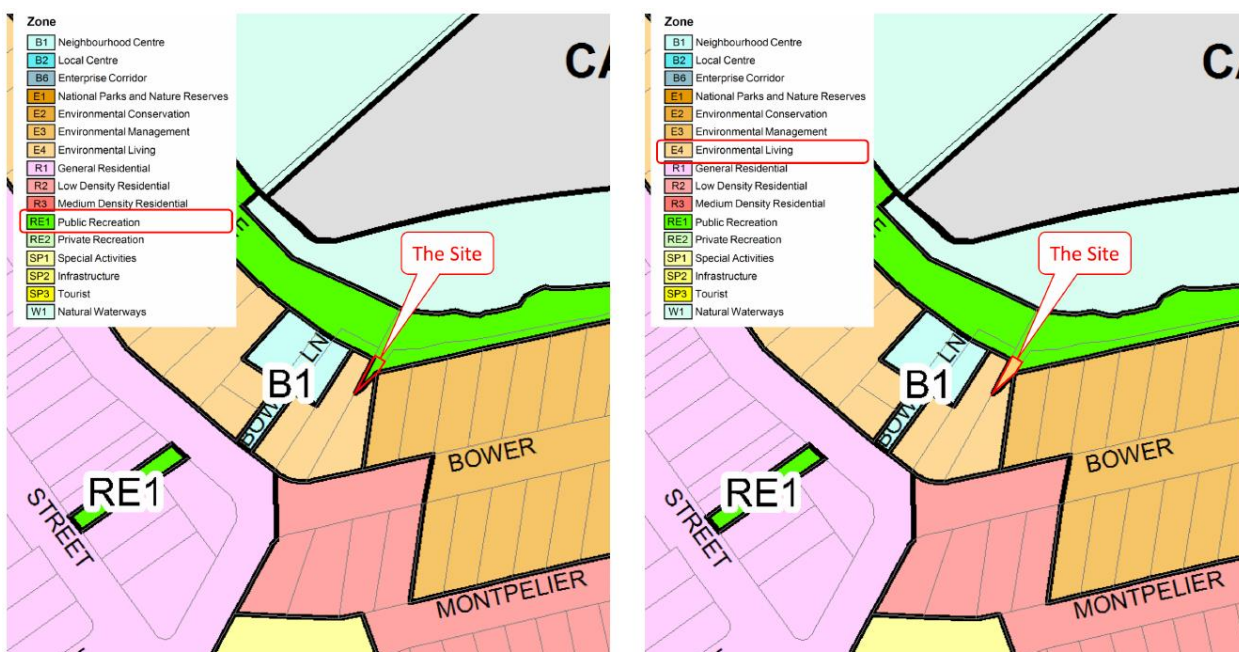 Zone
B1 Neighbourhood Centre
B2 Local Centre
B6 Enterprise Corridor
E1 National Parks and Nature Reserves
E2 Environmental Conservation
E3 Environmental Management
E4 Environmental Living
R1 General Residential
R2 Low Density Residential
R3 Medium Density Residential
RE1 Public Recreation
RE2 Private Recreation
SP1 Special Activities
SP2 Infrastructure
SP3 Tourist
W1 Natural Waterways
CA
E
The Site
LN
B1
BOW
BOWER
RE1
STREET
MONTPELIER
Zone
B1 Neighbourhood Centre
B2 Local Centre
B6 Enterprise Corridor
E1 National Parks and Nature Reserves
E2 Environmental Conservation
E3 Environmental Management
E4 Environmental Living
R1 General Residential
R2 Low Density Residential
R3 Medium Density Residential
RE1 Public Recreation
RE2 Private Recreation
SP1 Special Activities
SP2 Infrastructure
SP3 Tourist
W1 Natural Waterways
CA
E
The Site
LN
B1
BOW
BOWER
RE1
STREET
MONTPELIER